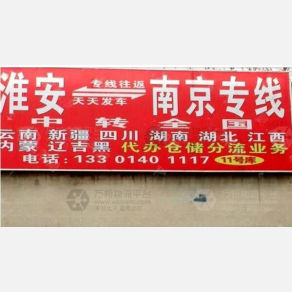 专线往返
淮安 南京专线
天天发车
中转全国
云南 新疆 四川 湖南 湖北 江西
内蒙 辽吉黑 代办仓储分流业务
电话：133 0140 1117 11号库